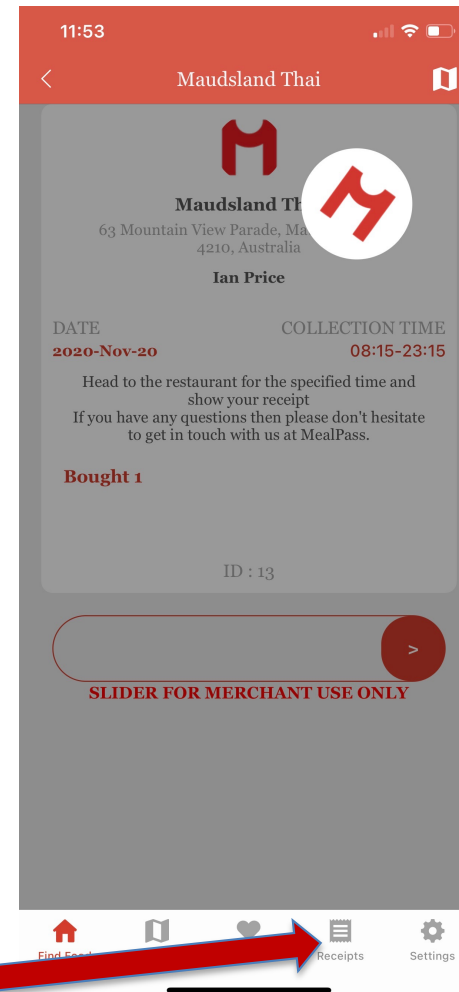 11:53
Maudsland Thai
Maudsland Th
63 Mountain View Parade, Ma
4210, Australia
Ian Price
DATE
COLLECTION TIME
2020-Nov-20
08:15-23:15
Head to the restaurant for the specified time and
show your receipt
If you have any questions then please don't hesitate
to get in touch with us at MealPass.
Bought 1
ID : 13
>
SLIDER FOR MERCHANT USE ONLY
Find
Receipts
Settings